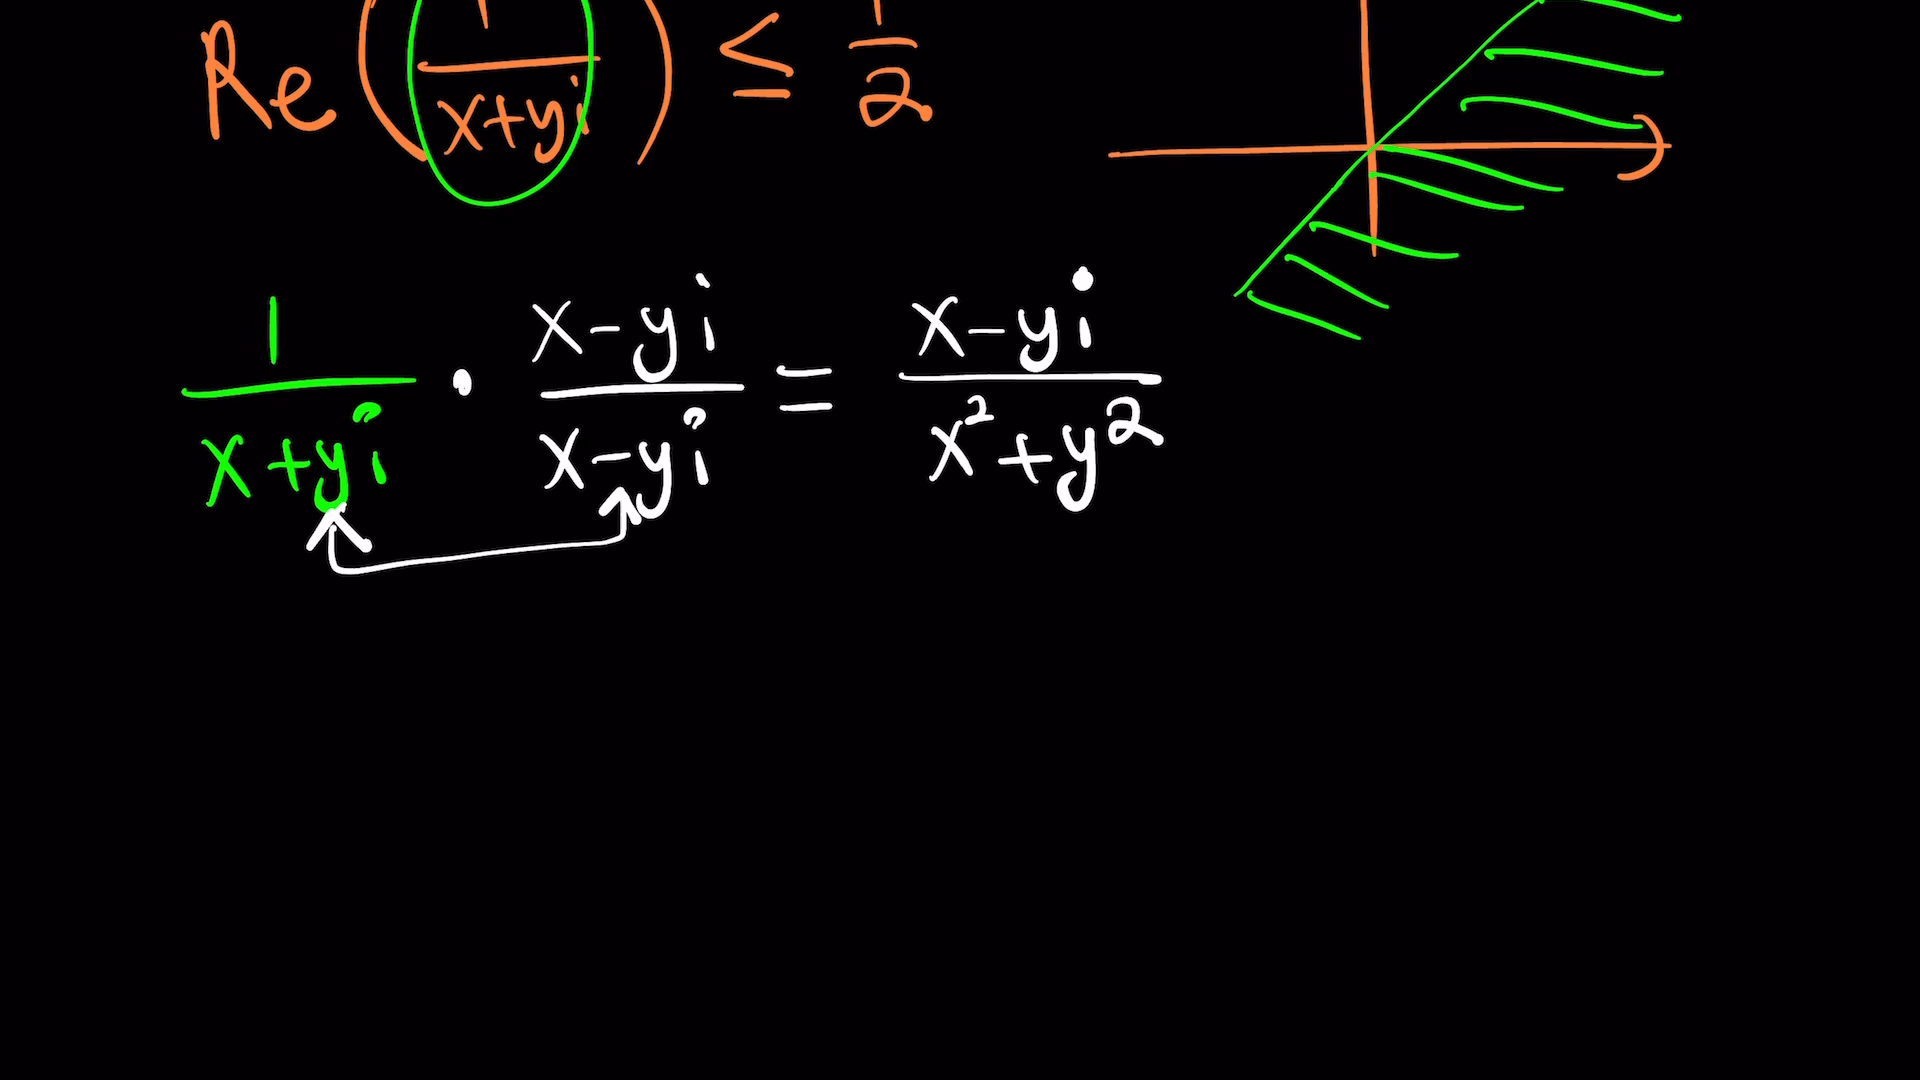 Re(1/(x+yi)) ≤ 1/2
1/(x+yi) · (x-yi)/(x-yi) = (x-yi)/(x²+y²)